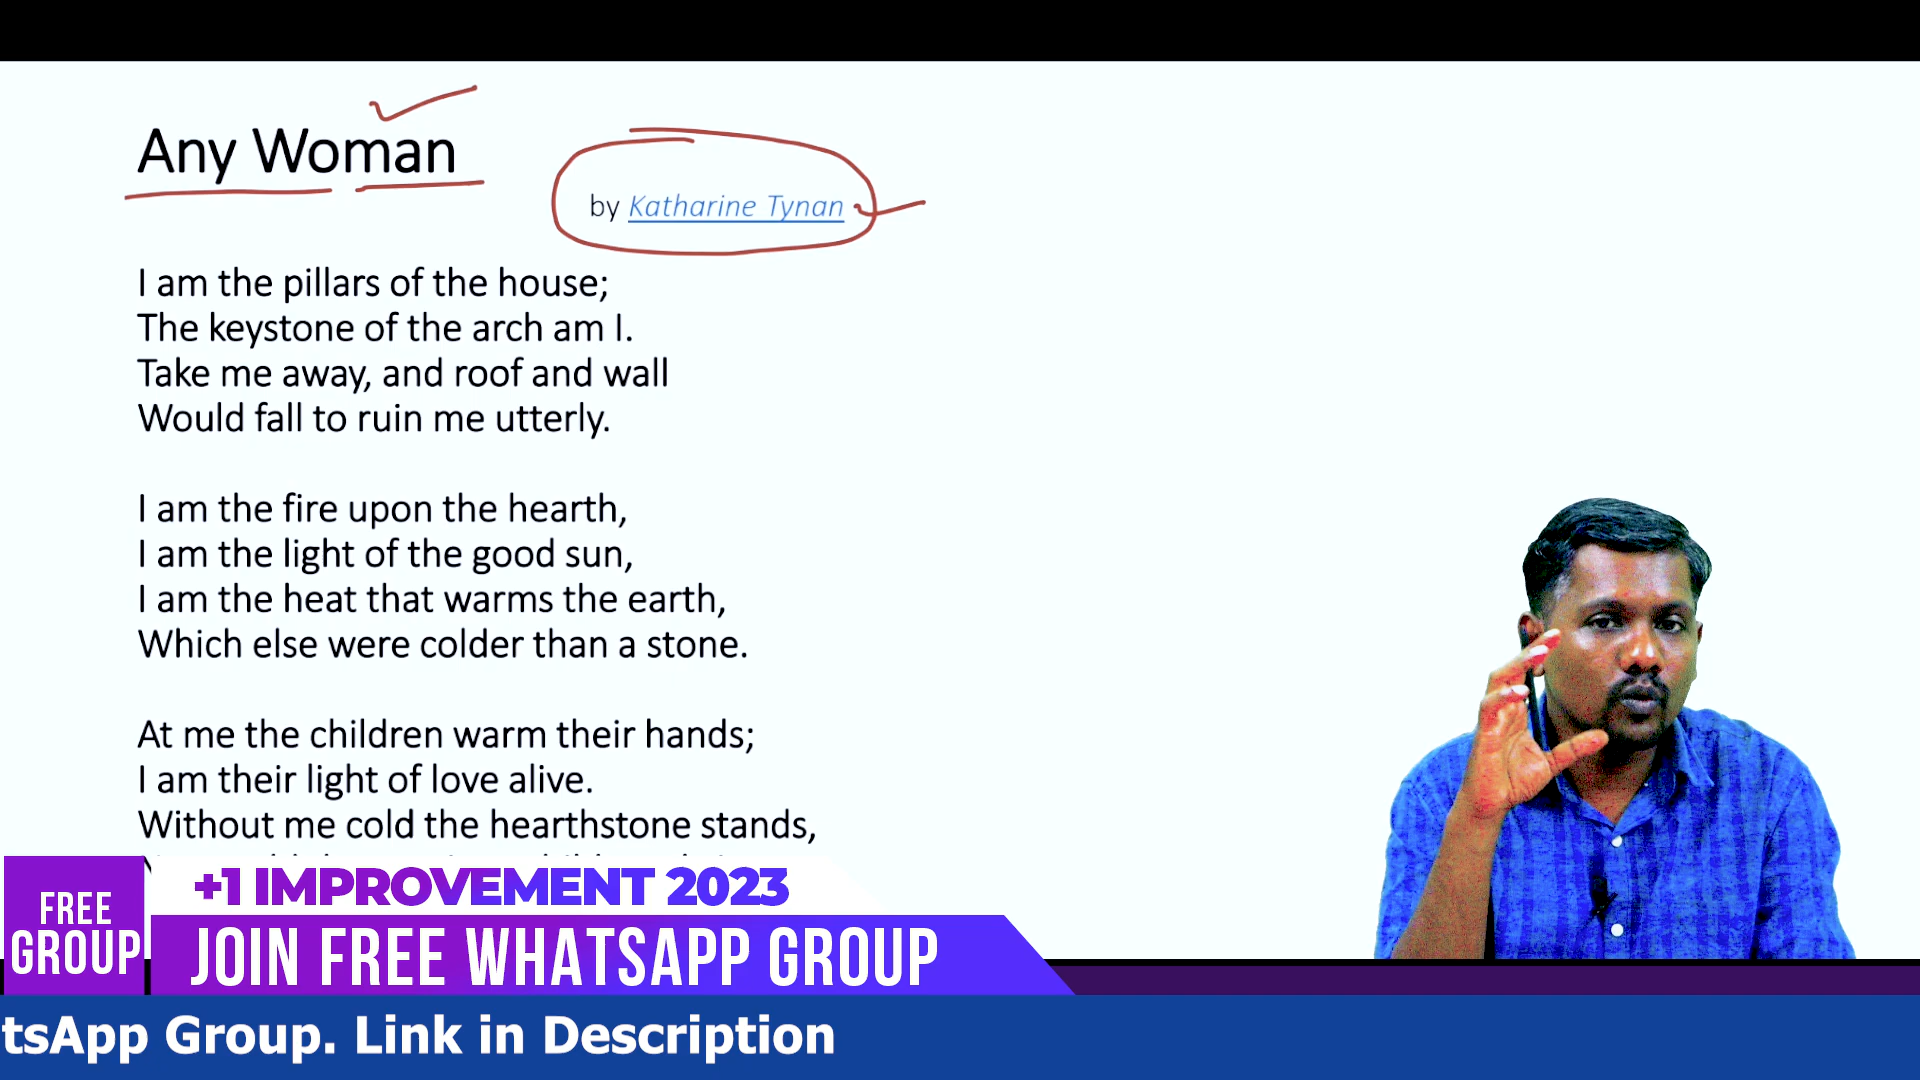 Any Woman
by Katharine Tynan
I am the pillars of the house;
The keystone of the arch am I.
Take me away, and roof and wall
Would fall to ruin me utterly.
I am the fire upon the hearth,
I am the light of the good sun,
I am the heat that warms the earth,
Which else were colder than a stone.
At me the children warm their hands;
I am their light of love alive.
Without me cold the hearthstone stands,
+1 IMPROVEMENT 2023
FREE
GROUP
JOIN FREE WHATSAPP GROUP
tsApp Group. Link in Description